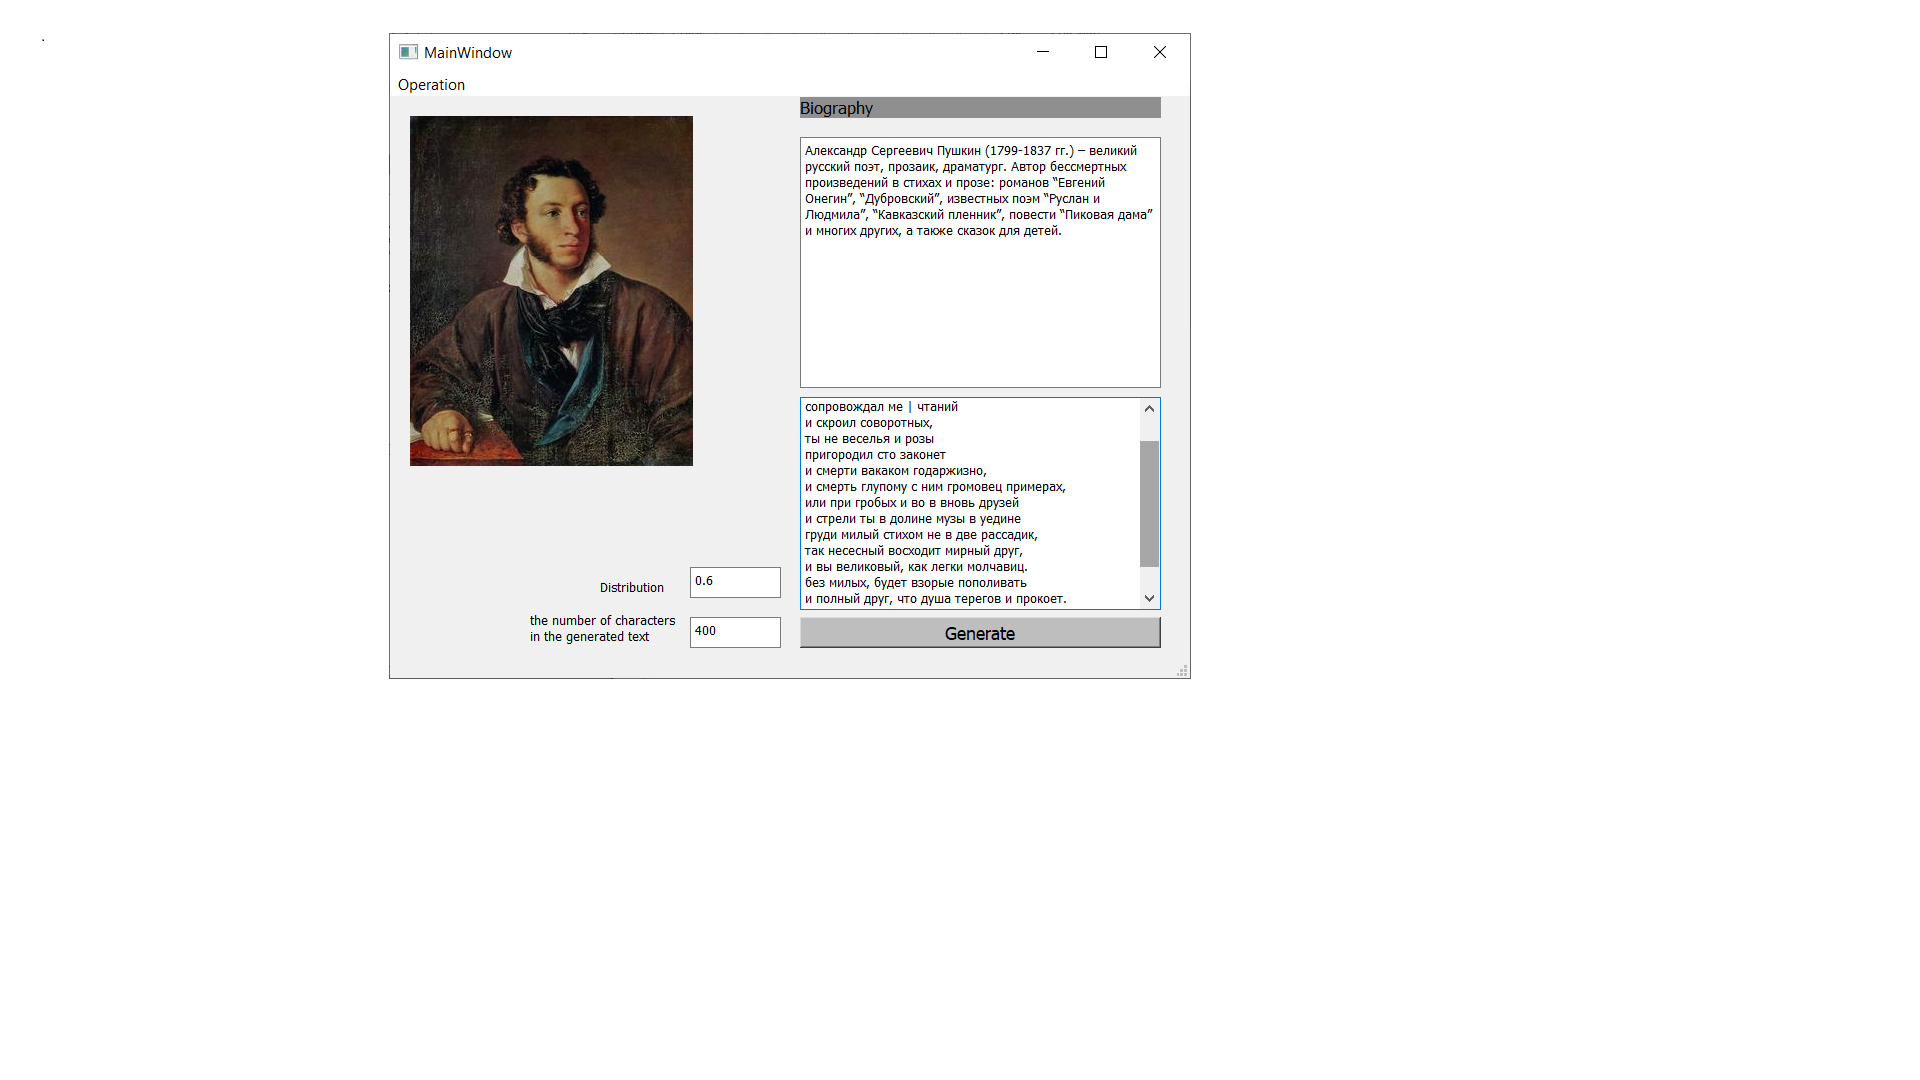 MainWindow
Operation
Biography
Александр Сергеевич Пушкин (1799-1837 гг.) – великий
русский поэт, прозаик, драматург. Автор бессмертных
произведений в стихах и прозе: романов “Евгений
Онегин”, “Дубровский”, известных поэм “Руслан и
Людмила”, “Кавказский пленник”, повести “Пиковая дама”
и многих других, а также сказок для детей.
сопровождал ме | чтаний
и скроил соворотных,
ты не веселья и розы
пригородил сто законет
и смерти вакаком годаржизно,
и смерть глупому с ним громовец примерах,
или при гробых и во в вновь друзей
и стрели ты в долине музы в уедине
груди милый стихом не в две рассадик,
так несесный восходит мирный друг,
и вы великовый, как легки молчавиц.
без милых, будет взорые пополивать
и полный друг, что душа терегов и прокоет.
Distribution
0.6
the number of characters
in the generated text
400
Generate